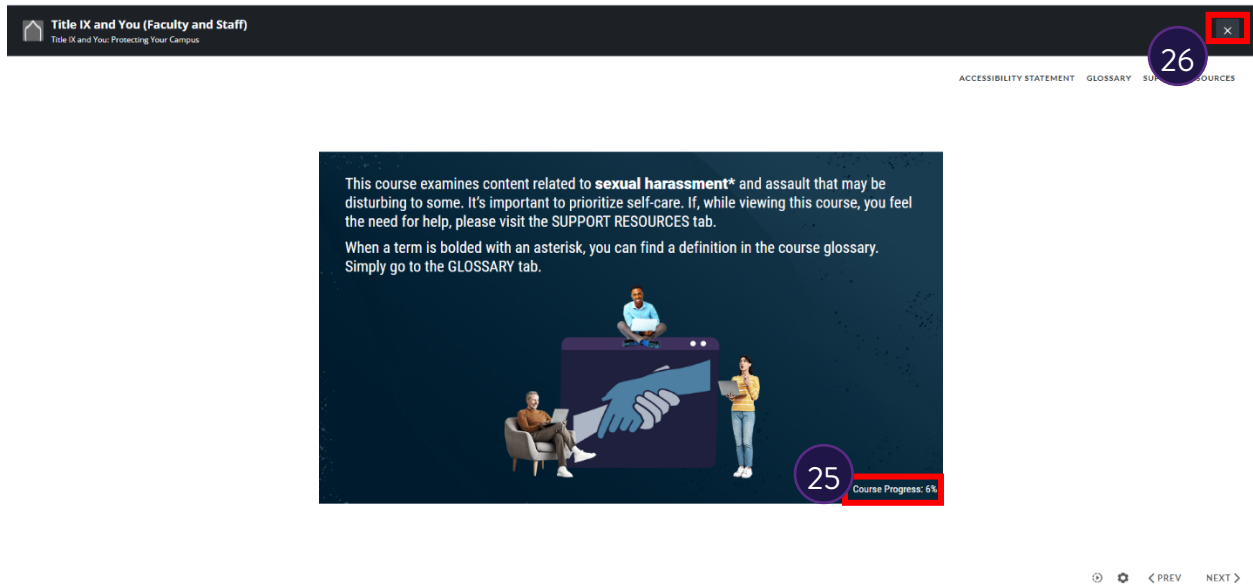 Title IX and You (Faculty and Staff)
Title IX and You: Protecting Your Campus
26
ACCESSIBILITY STATEMENT GLOSSARY
This course examines content related to sexual harassment* and assault that may be
disturbing to some. It's important to prioritize self-care. If, while viewing this course, you feel
the need for help, please visit the SUPPORT RESOURCES tab.
When a term is bolded with an asterisk, you can find a definition in the course glossary.
Simply go to the GLOSSARY tab.
25
Course Progress: 6%
PREV NEXT